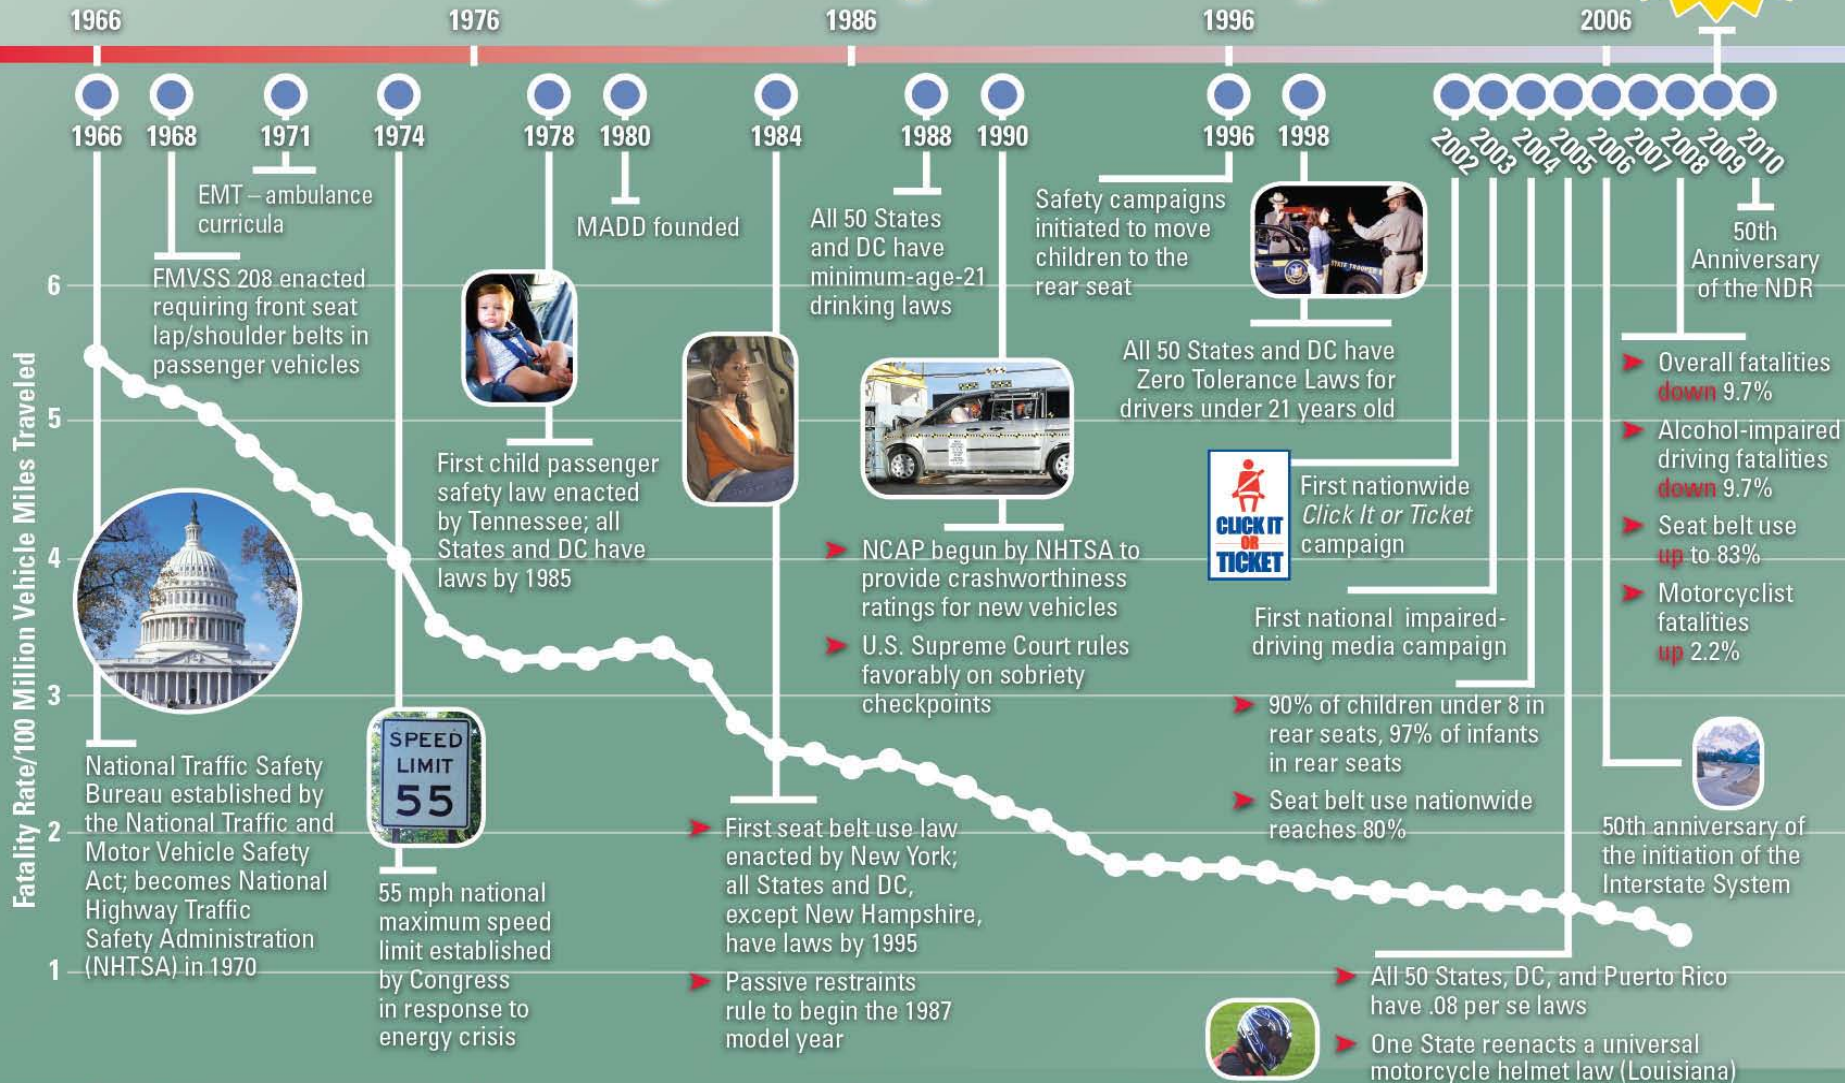 1966
1976
1986
1996
2006
1966
1968
1971
1974
1978
1980
1984
1988
1990
1996
1998
2002
2003
2004
2005
2006
2007
2008
2009
2010
Fatality Rate/100 Million Vehicle Miles Traveled
6
5
4
3
2
1
National Traffic Safety
Bureau established by
the National Traffic and
Motor Vehicle Safety
Act; becomes National
Highway Traffic
Safety Administration
(NHTSA) in 1970
FMVSS 208 enacted
requiring front seat
lap/shoulder belts in
passenger vehicles
EMT – ambulance
curricula
SPEED
LIMIT
55
55 mph national
maximum speed
limit established
by Congress
in response to
energy crisis
First child passenger
safety law enacted
by Tennessee; all
States and DC have
laws by 1985
MADD founded
First seat belt use law
enacted by New York;
all States and DC,
except New Hampshire,
have laws by 1995
Passive restraints
rule to begin the 1987
model year
All 50 States
and DC have
minimum-age-21
drinking laws
NCAP begun by NHTSA to
provide crashworthiness
ratings for new vehicles
U.S. Supreme Court rules
favorably on sobriety
checkpoints
Safety campaigns
initiated to move
children to the
rear seat
STATE TROOPER
All 50 States and DC have
Zero Tolerance Laws for
drivers under 21 years old
CLICK IT
OR
TICKET
First nationwide
Click It or Ticket
campaign
First national impaired-
driving media campaign
90% of children under 8 in
rear seats, 97% of infants
in rear seats
Seat belt use nationwide
reaches 80%
All 50 States, DC, and Puerto Rico
have .08 per se laws
One State reenacts a universal
motorcycle helmet law (Louisiana)
50th anniversary of
the initiation of the
Interstate System
Overall fatalities
down 9.7%
Alcohol-impaired
driving fatalities
down 9.7%
Seat belt use
up to 83%
Motorcyclist
fatalities
up 2.2%
50th
Anniversary
of the NDR